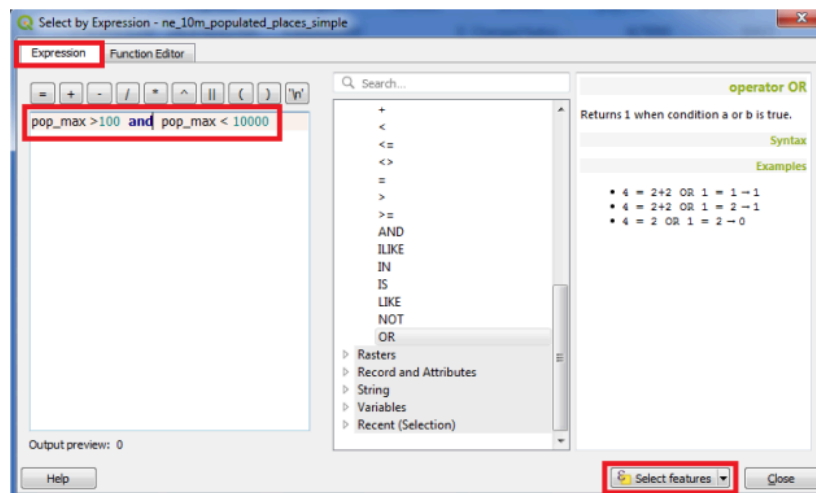 Select by Expression - ne_10m_populated_places_simple
Expression Function Editor
= + - / * ^ || ( ) '\n'
pop_max >100 and pop_max < 10000
Output preview: 0
Help
Search...
+
<
<=
<>
=
>
>=
AND
ILIKE
IN
IS
LIKE
NOT
OR
Rasters
Record and Attributes
String
Variables
Recent (Selection)
operator OR
Returns 1 when condition a or b is true.
Syntax
Examples
• 4 = 2+2 OR 1 = 1 → 1
• 4 = 2+2 OR 1 = 2 → 1
• 4 = 2 OR 1 = 2 → 0
Select features Close